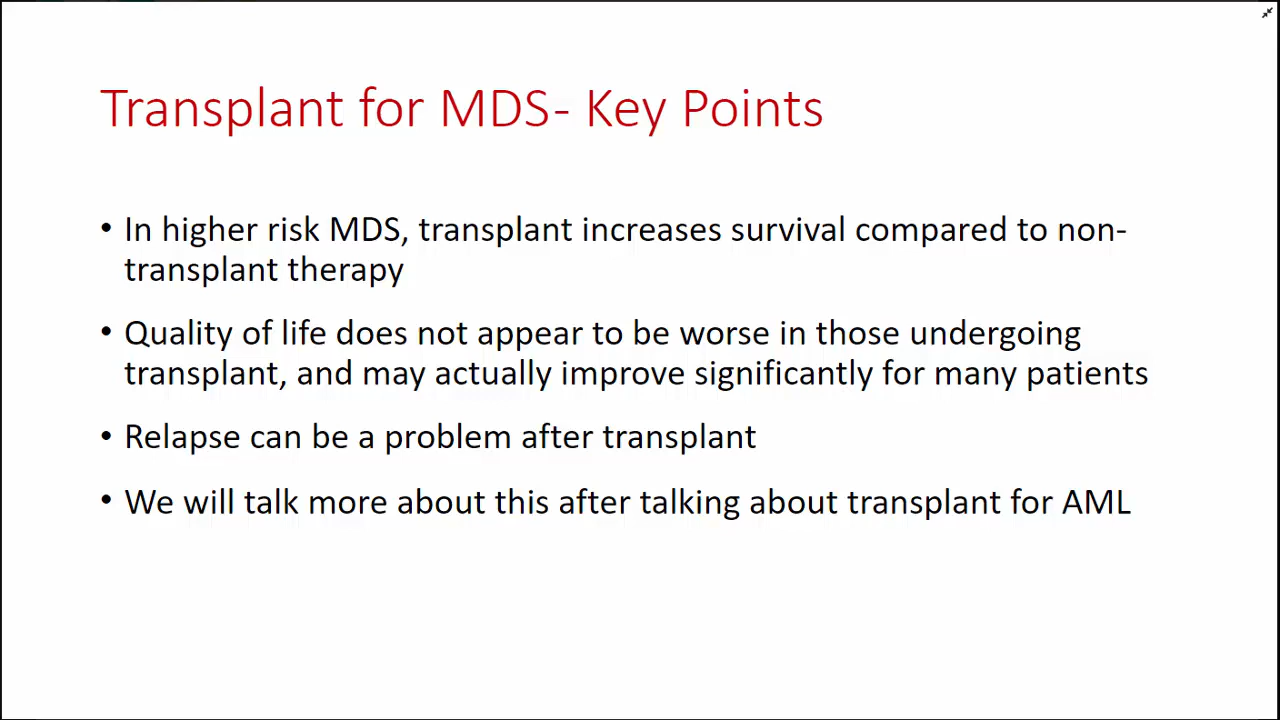 Transplant for MDS- Key Points
• In higher risk MDS, transplant increases survival compared to non-
transplant therapy
• Quality of life does not appear to be worse in those undergoing
transplant, and may actually improve significantly for many patients
• Relapse can be a problem after transplant
• We will talk more about this after talking about transplant for AML